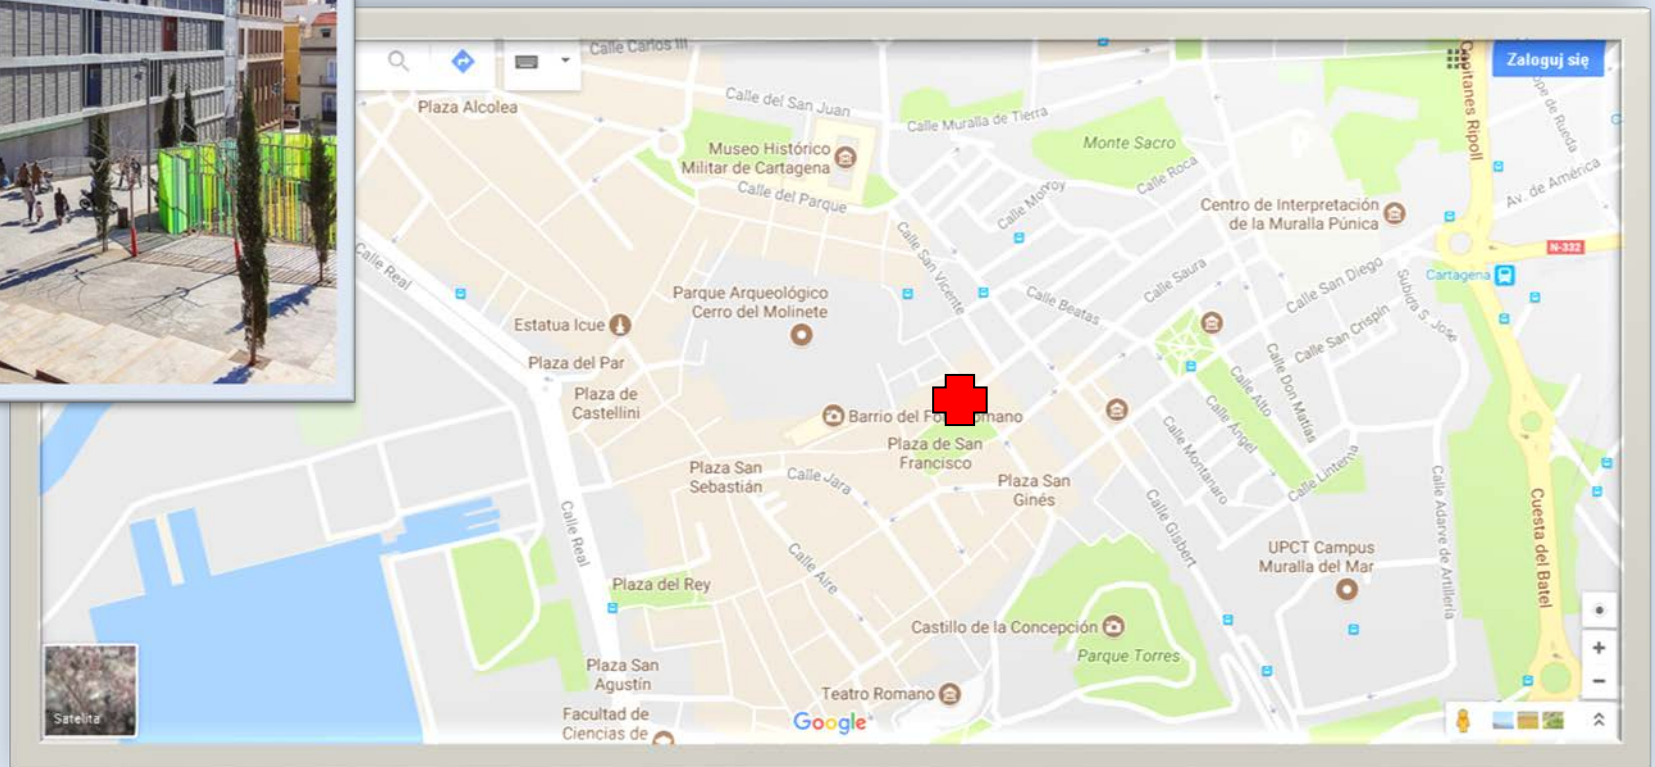 Calle Carlos III
Zaloguj się
Plaza Alcolea
Calle del San Juan
Calle Muralla de Tierra
Capitanes Ripoll
Monte Sacro
Museo Histórico
Militar de Cartagena
Calle Roca
Av. de América
Calle del Parque
Calle Monroy
Centro de Interpretación
de la Muralla Púnica
N-332
Calle Real
Calle San Vicente
Calle Saura
Calle San Diego
Cartagena
Subida S. Jose
Parque Arqueológico
Cerro del Molinete
Calle Beatas
Estatua Icue
Calle San Crispin
Plaza del Par
Calle Don Matías
Plaza de
Castellini
Calle Alto
Calle Angel
Barrio del Fo omano
Plaza de San
Francisco
Calle Montanaro
Plaza San
Sebastián
Calle Jara
Plaza San
Ginés
Calle Linterna
Calle Adarve de Artillería
Cuesta del Batel
Calle Real
Calle Gisbert
Calle Aire
UPCT Campus
Muralla del Mar
Plaza del Rey
Castillo de la Concepción
Parque Torres
Plaza San
Agustín
Teatro Romano
Facultad de
Ciencias de
Satelita
Google